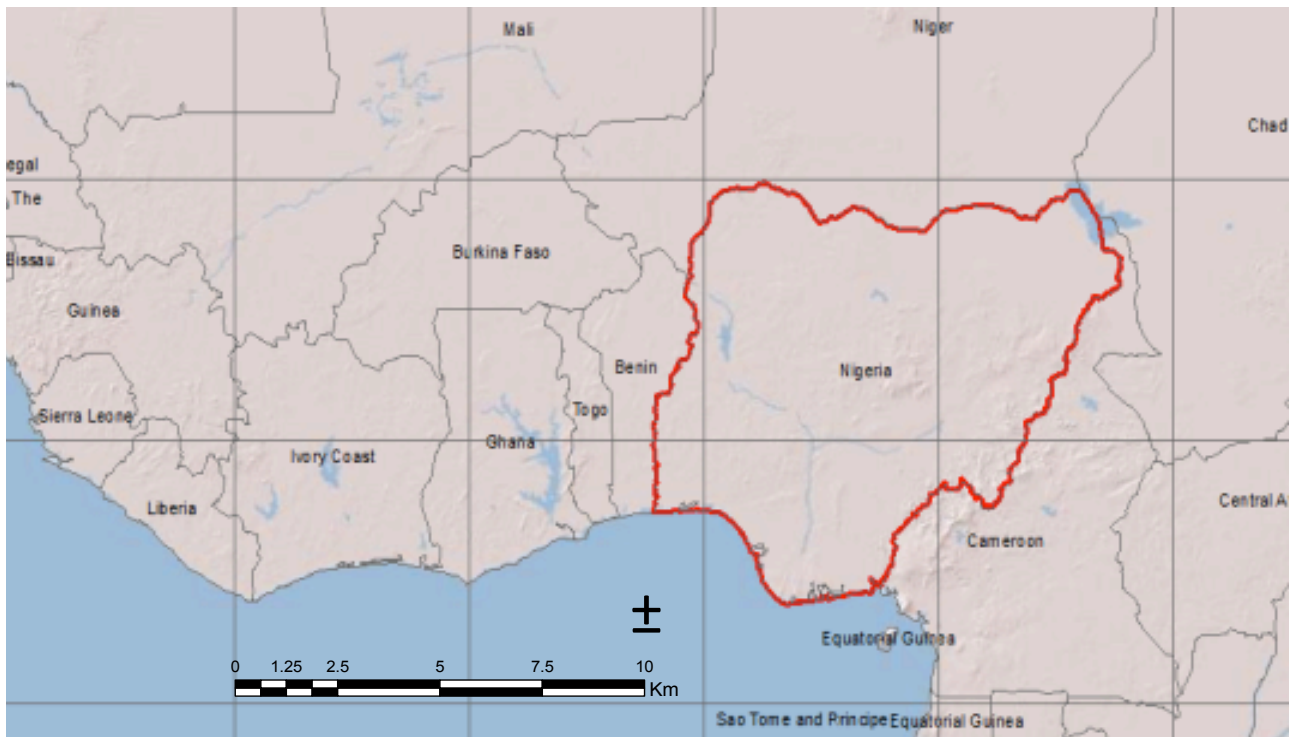 Mali
Niger
Chad
egal
The
Burkina Faso
Bissau
Guinea
Benin
Nigeria
Togo
Sierra Leone
Ghana
Ivory Coast
Liberia
Central A
Cameroon
±
Equatorial Guinea
0 1.25 2.5 5 7.5 10
Km
Sao Tome and Principe Equatorial Guinea